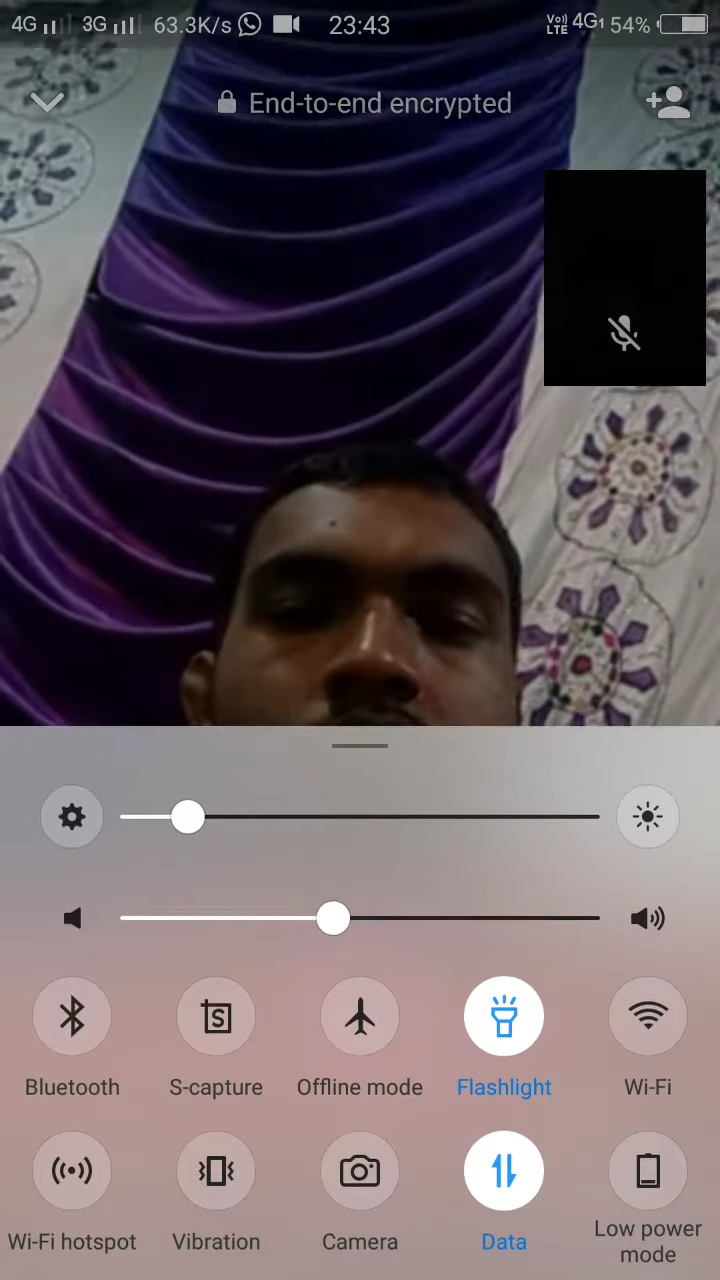 4G 3G 63.3K/s 23:43 Vo)) LTE 4G1 54%
End-to-end encrypted
Bluetooth S-capture Offline mode Flashlight Wi-Fi
Wi-Fi hotspot Vibration Camera Data Low power mode